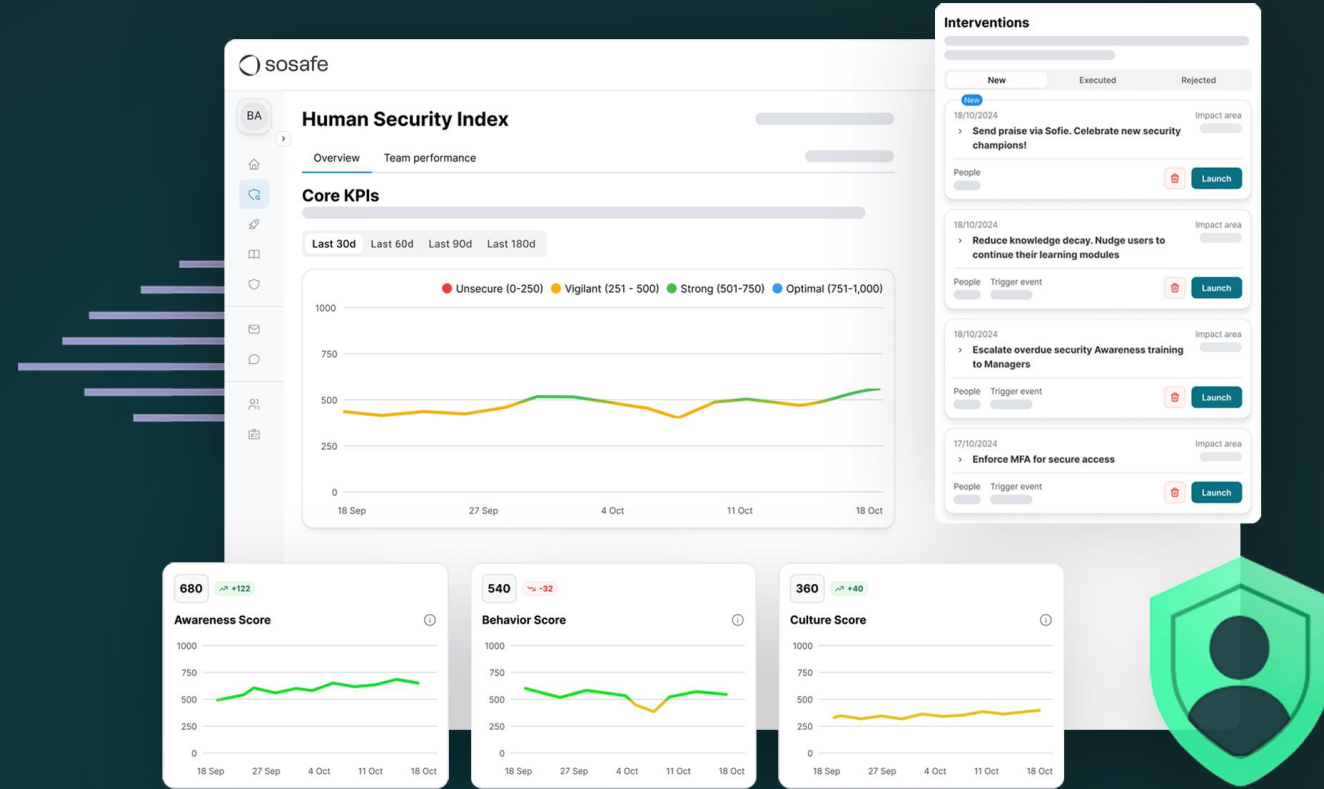 sosafe
BA
Human Security Index
Overview Team performance
Core KPIs
Last 30d Last 60d Last 90d Last 180d
Unsecure (0-250) Vigilant (251 - 500) Strong (501-750) Optimal (751-1,000)
1000
750
500
250
0
18 Sep 27 Sep 4 Oct 11 Oct 18 Oct
Interventions
New Executed Rejected
New
18/10/2024 Impact area
Send praise via Sofie. Celebrate new security
champions!
People
Launch
18/10/2024 Impact area
Reduce knowledge decay. Nudge users to
continue their learning modules
People Trigger event
Launch
18/10/2024 Impact area
Escalate overdue security Awareness training
to Managers
People Trigger event
Launch
17/10/2024 Impact area
Enforce MFA for secure access
People Trigger event
Launch
680 +122
Awareness Score
1000
750
500
250
0
18 Sep 27 Sep 4 Oct 11 Oct 18 Oct
540 -32
Behavior Score
1000
750
500
250
0
18 Sep 27 Sep 4 Oct 11 Oct 18 Oct
360 +40
Culture Score
1000
750
500
250
0
18 Sep 27 Sep 4 Oct 11 Oct 18 Oct